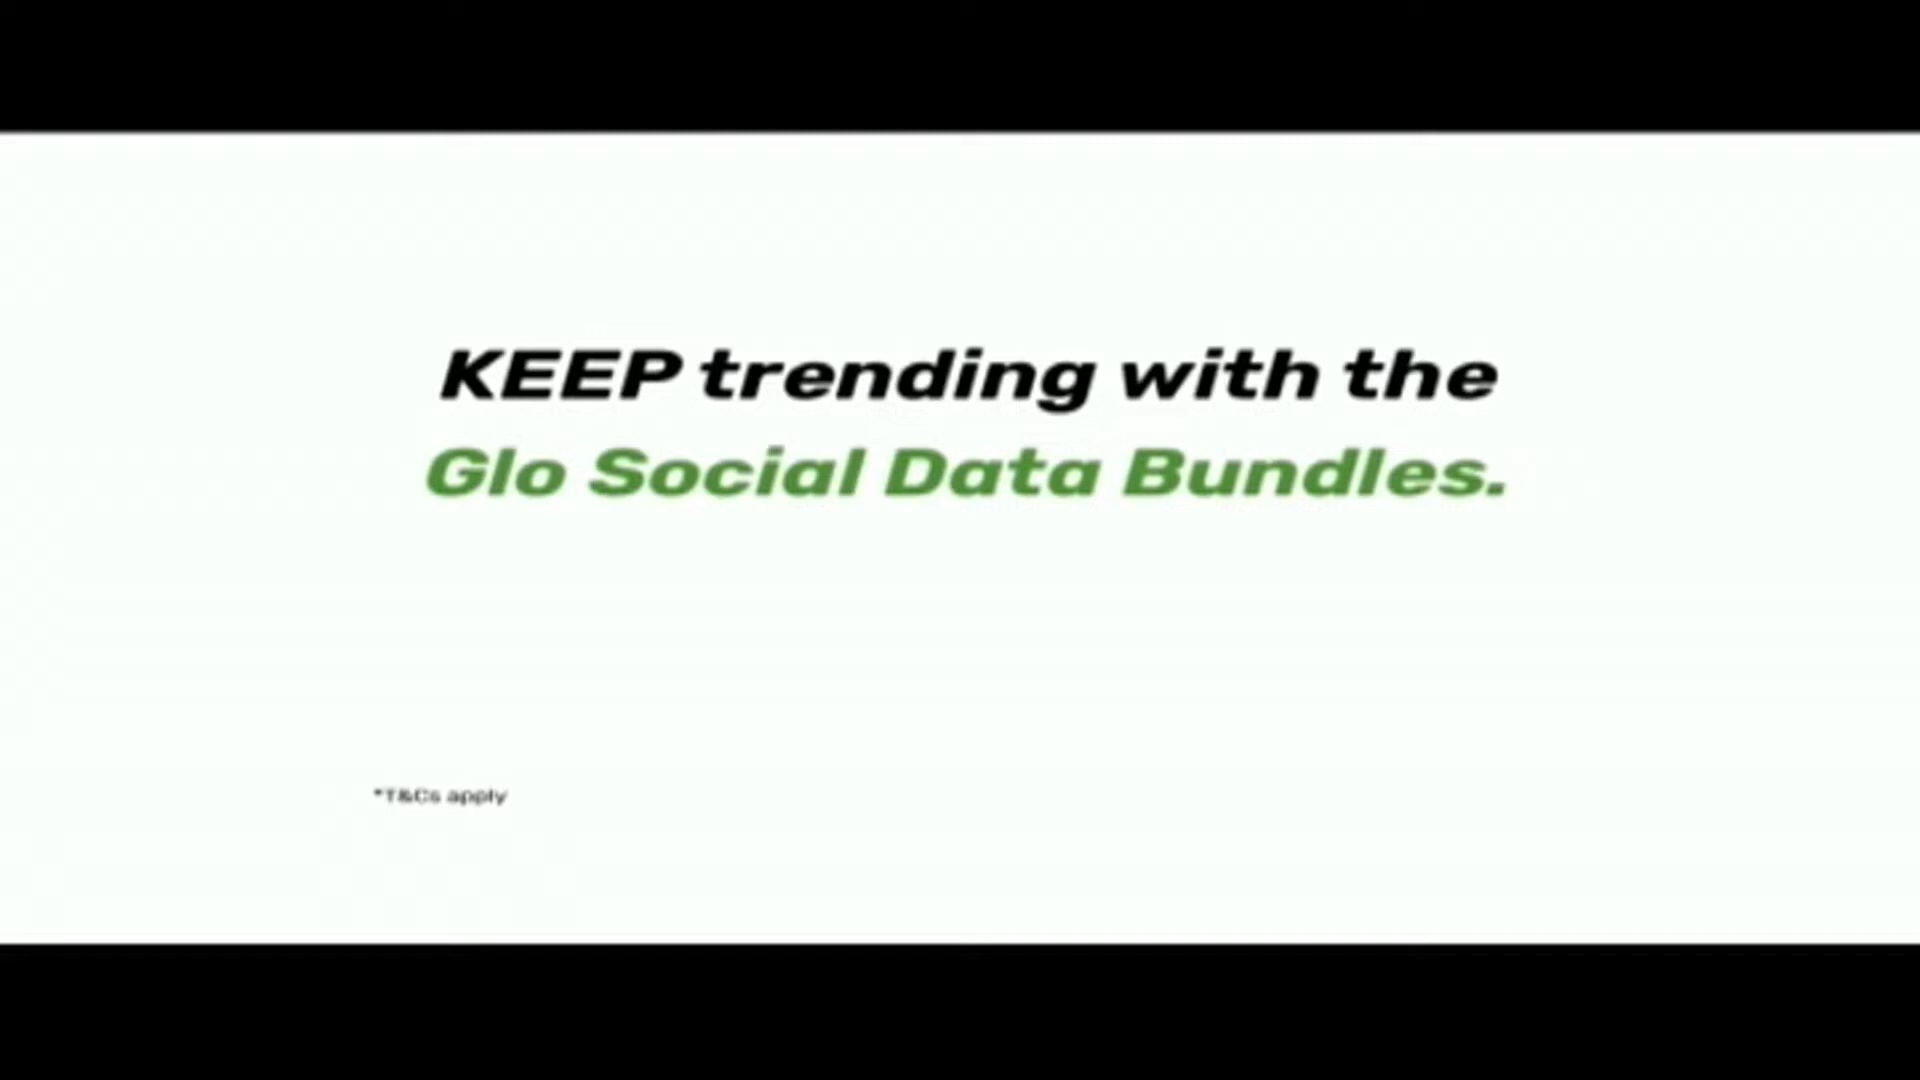 KEEP trending with the
Glo Social Data Bundles.
*T&Cs apply